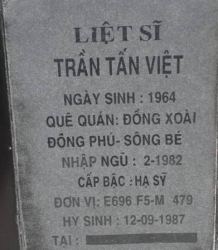 LIỆT SĨ
TRẦN TẤN VIỆT
NGÀY SINH : 1964
QUÊ QUÁN: ĐỒNG XOÀI
ĐỒNG PHÚ- SÔNG BÉ
NHẬP NGŨ : 2-1982
CẤP BẬC : HẠ SỸ
ĐƠN VỊ: E696 F5-M 479
HY SINH : 12-09-1987
TẠI :